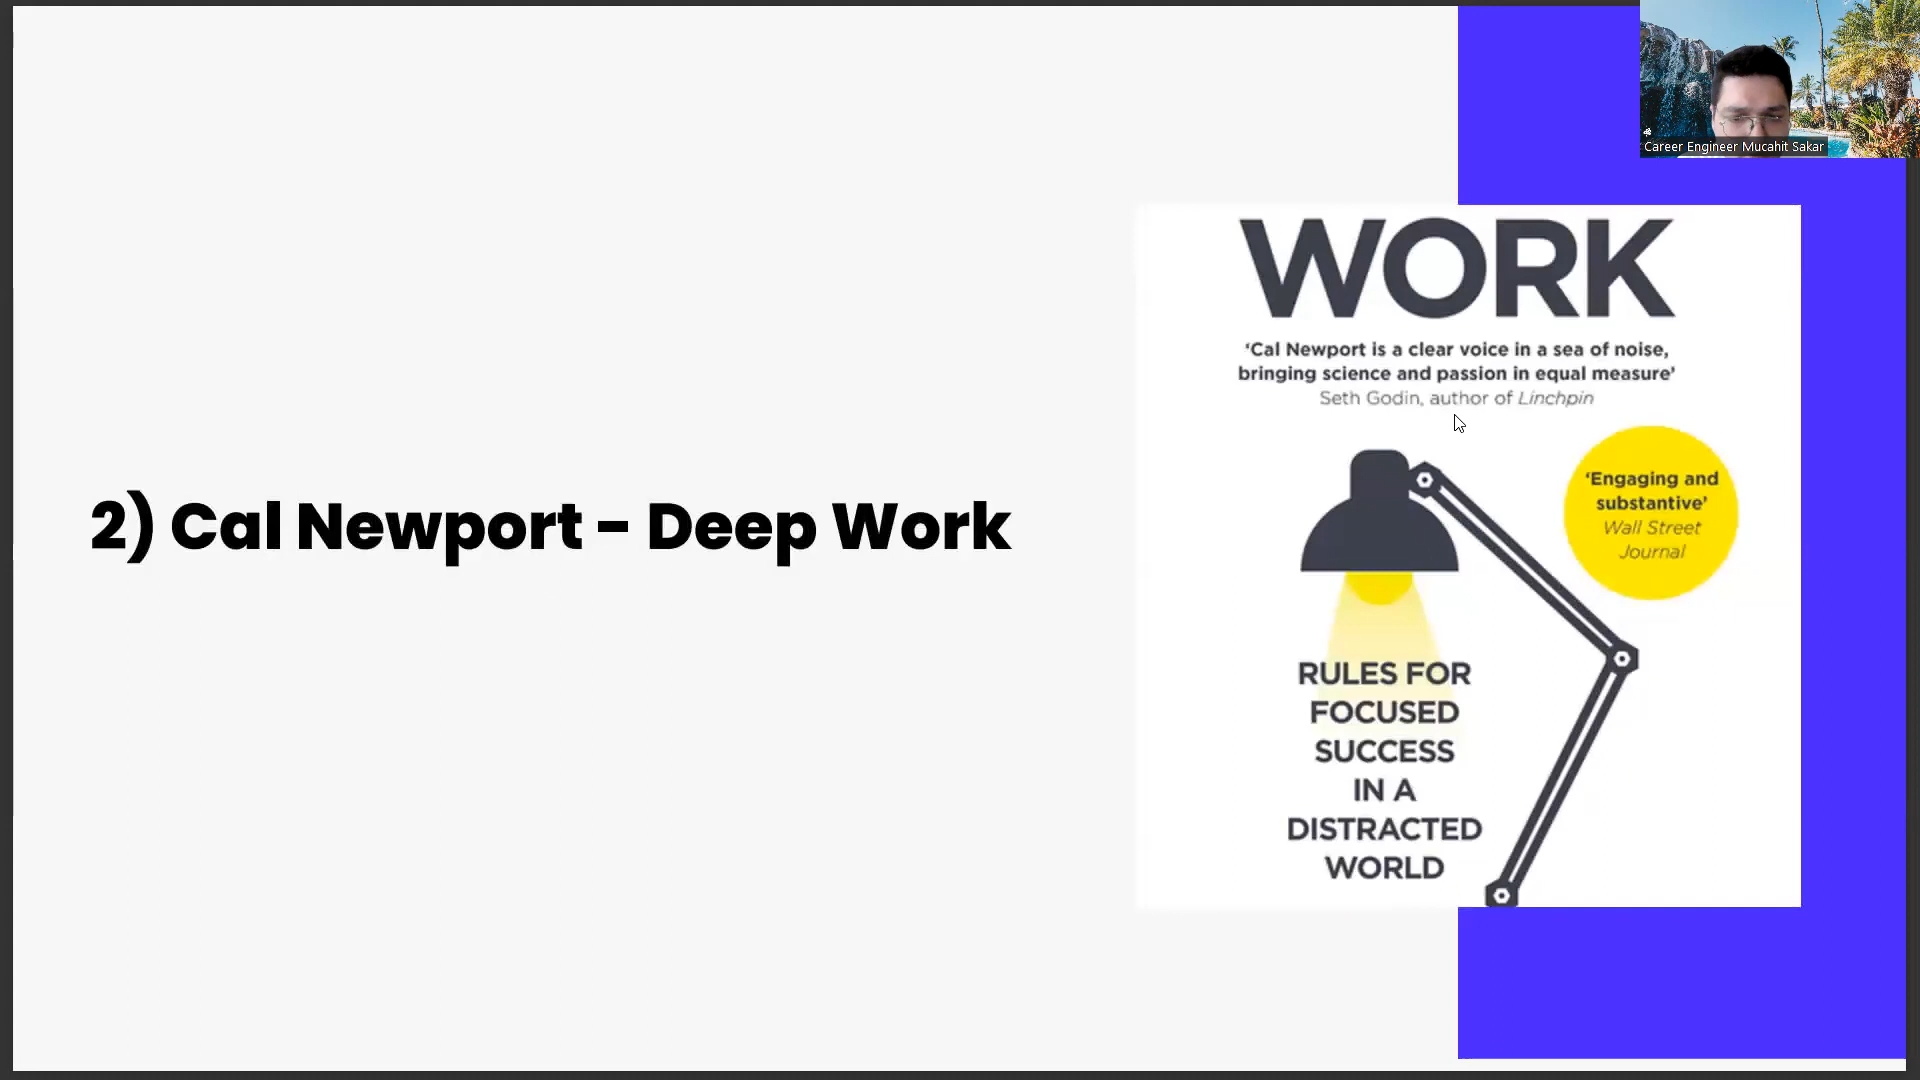 Career Engineer Mucahit Sakar
2) Cal Newport - Deep Work
WORK
‘Cal Newport is a clear voice in a sea of noise,
bringing science and passion in equal measure’
Seth Godin, author of Linchpin
‘Engaging and
substantive’
Wall Street
Journal
RULES FOR
FOCUSED
SUCCESS
IN A
DISTRACTED
WORLD